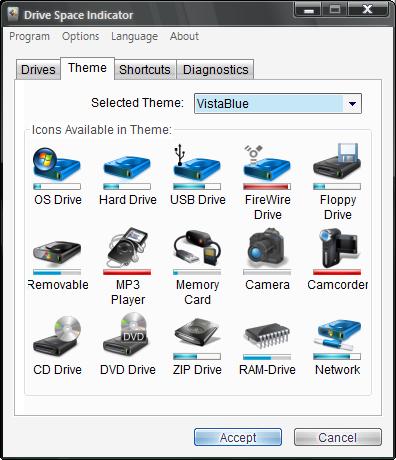 Drive Space Indicator
Program Options Language About
Drives Theme Shortcuts Diagnostics
Selected Theme: VistaBlue
Icons Available in Theme:
OS Drive Hard Drive USB Drive FireWire Drive Floppy Drive
Removable MP3 Player Memory Card Camera Camcorder
DVD
CD Drive DVD Drive ZIP Drive RAM-Drive Network
Accept Cancel